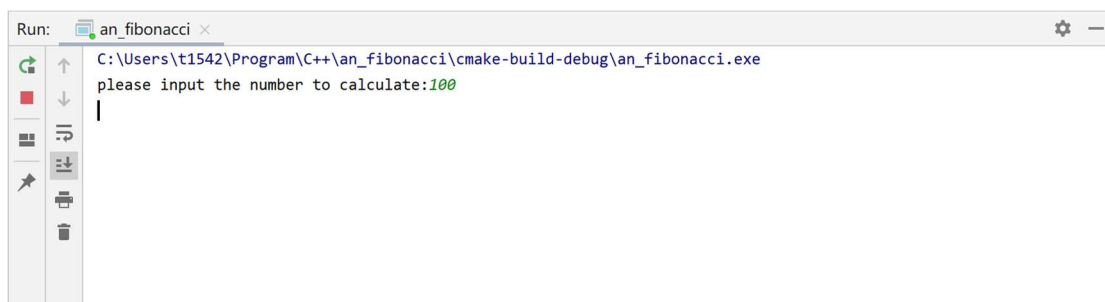 Run: an_fibonacci
C:\Users\t1542\Program\C++\an_fibonacci\cmake-build-debug\an_fibonacci.exe
please input the number to calculate:100